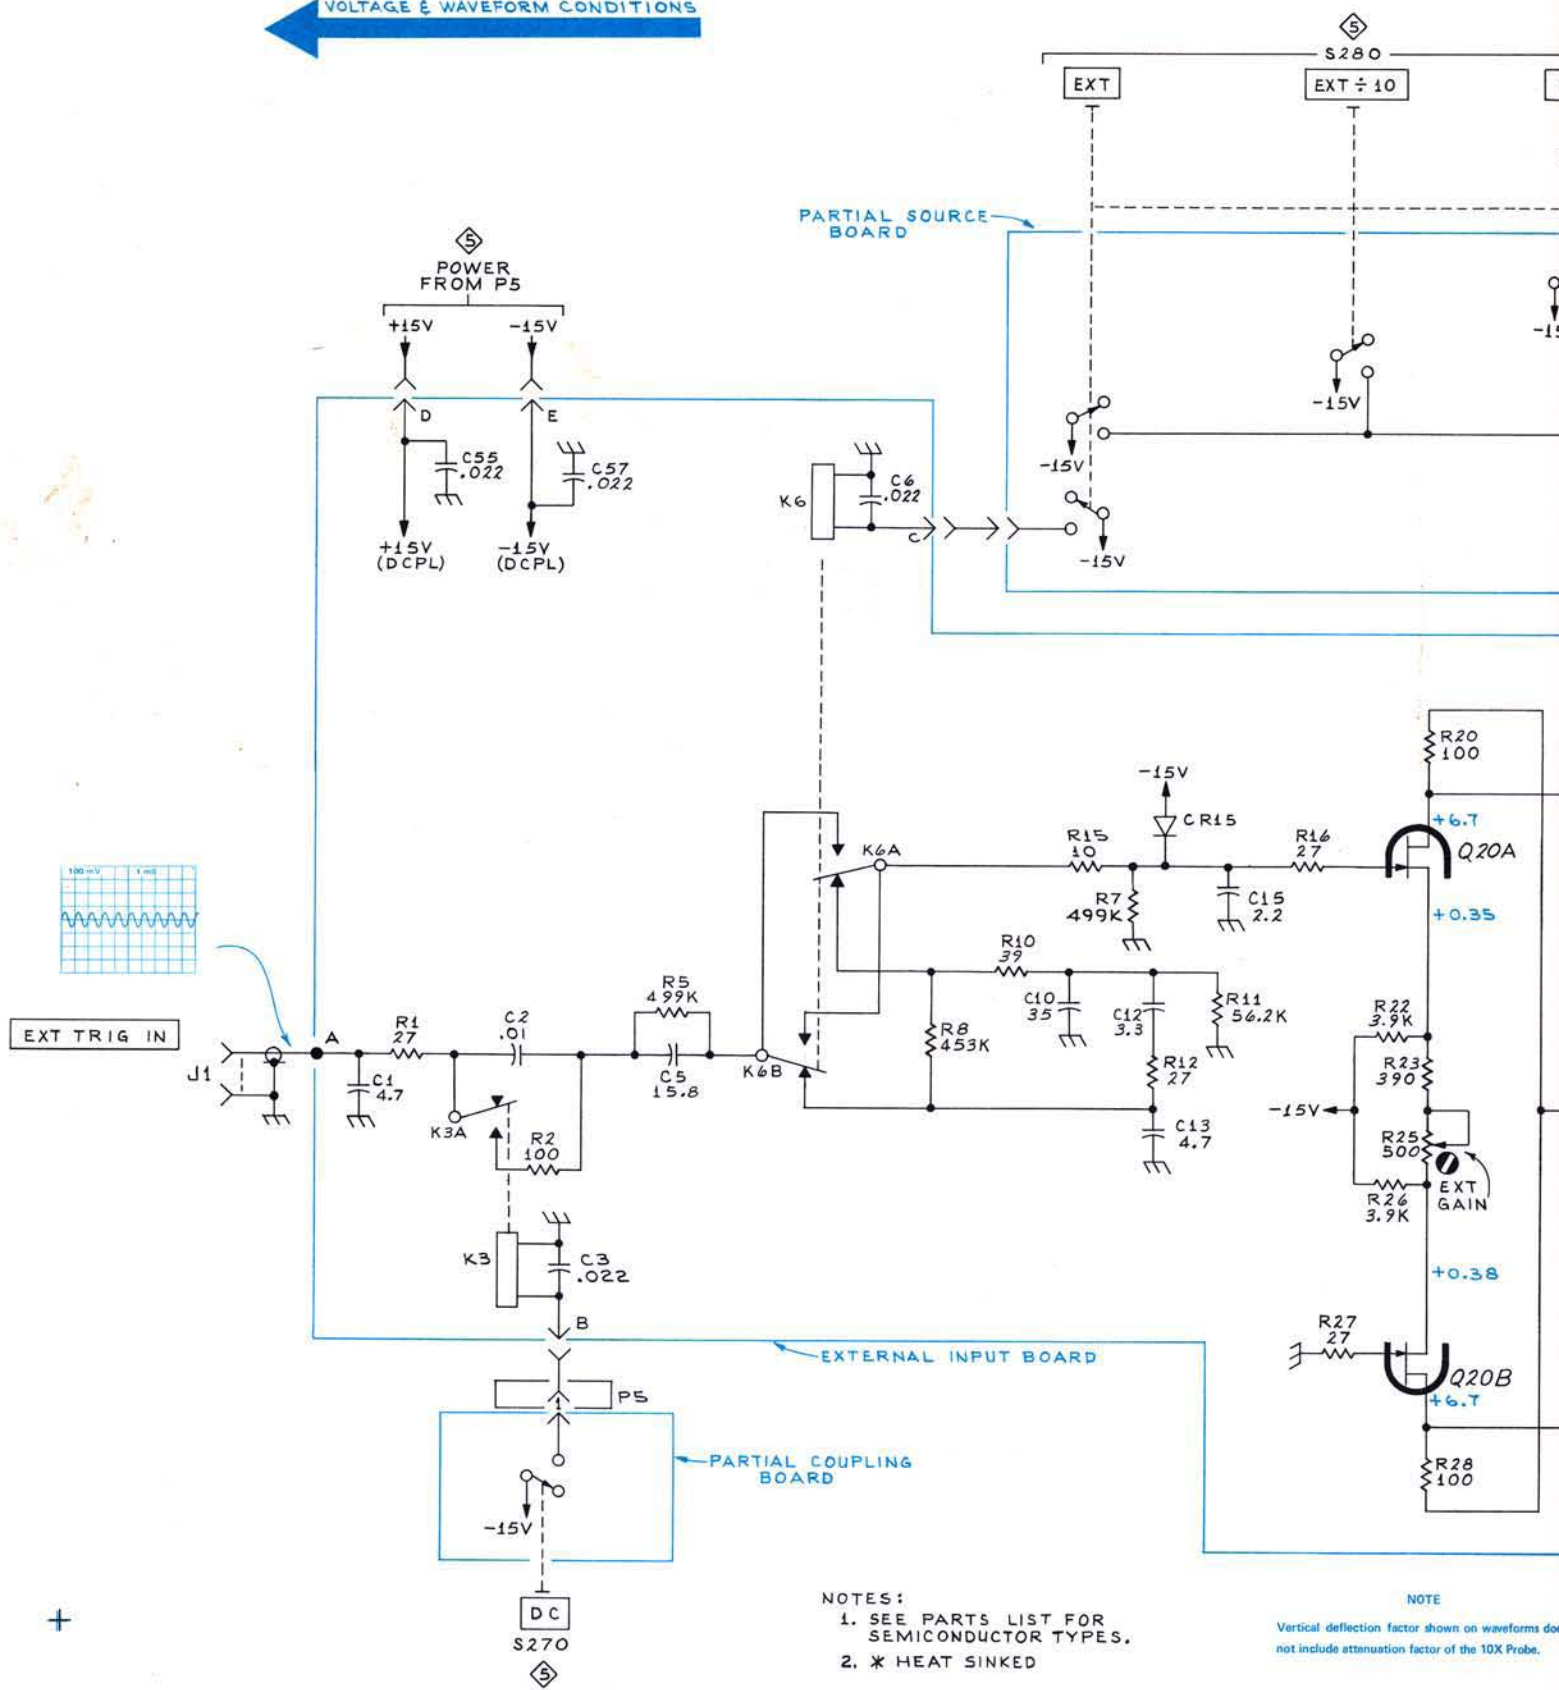 VOLTAGE & WAVEFORM CONDITIONS
5
S280
EXT
EXT ÷ 10
PARTIAL SOURCE
BOARD
5
POWER
FROM P5
+15V
-15V
D
E
C55
.022
C57
.022
+15V
(DCPL)
-15V
(DCPL)
K6
C6
.022
C
-15V
-15V
-15V
-15
R20
100
-15V
CR15
+6.7
R15
10
R16
27
Q20A
K6A
R7
499K
C15
2.2
+0.35
100 mV
1 mS
R10
39
EXT TRIG IN
J1
A
R1
27
C1
4.7
C2
.01
R5
499K
C5
15.8
K6B
R8
453K
C10
35
C12
3.3
R11
56.2K
R12
27
C13
4.7
R22
3.9K
R23
390
-15V
R25
500
EXT
GAIN
R26
3.9K
K3A
R2
100
K3
C3
.022
B
+0.38
R27
27
Q20B
+6.7
EXTERNAL INPUT BOARD
1
P5
PARTIAL COUPLING
BOARD
-15V
R28
100
DC
S270
5
NOTES:
1. SEE PARTS LIST FOR
SEMICONDUCTOR TYPES.
2. * HEAT SINKED
NOTE
Vertical deflection factor shown on waveforms doe
not include attenuation factor of the 10X Probe.